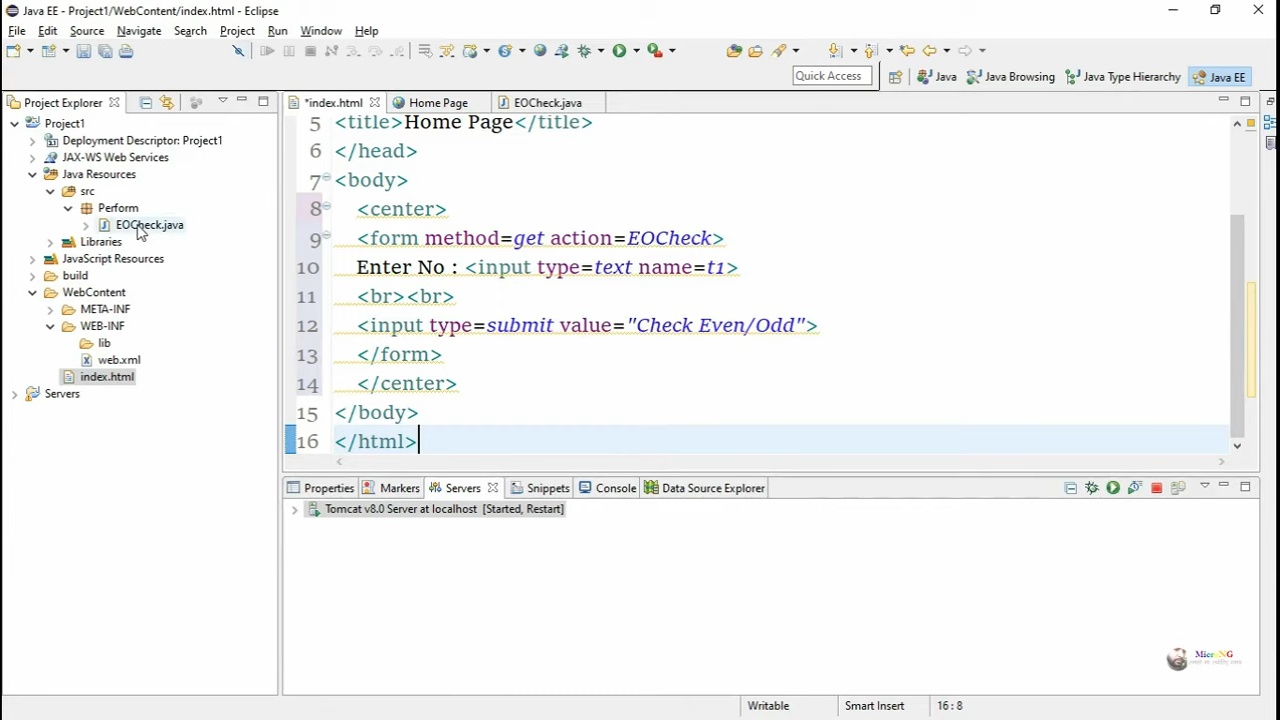 Java EE - Project1/WebContent/index.html - Eclipse
File Edit Source Navigate Search Project Run Window Help
Quick Access
Java
Java Browsing
Java Type Hierarchy
Java EE
Project Explorer
Project1
Deployment Descriptor: Project1
JAX-WS Web Services
Java Resources
src
Perform
EOCheck.java
Libraries
JavaScript Resources
build
WebContent
META-INF
WEB-INF
lib
web.xml
index.html
Servers
*index.html
Home Page
EOCheck.java
5 <title>Home Page</title>
6 </head>
7 <body>
8 <center>
9 <form method=get action=EOCheck>
10 Enter No : <input type=text name=t1>
11 <br><br>
12 <input type=submit value="Check Even/Odd">
13 </form>
14 </center>
15 </body>
16 </html>
Properties
Markers
Servers
Snippets
Console
Data Source Explorer
Tomcat v8.0 Server at localhost [Started, Restart]
MicroNG
Writable
Smart Insert
16 : 8